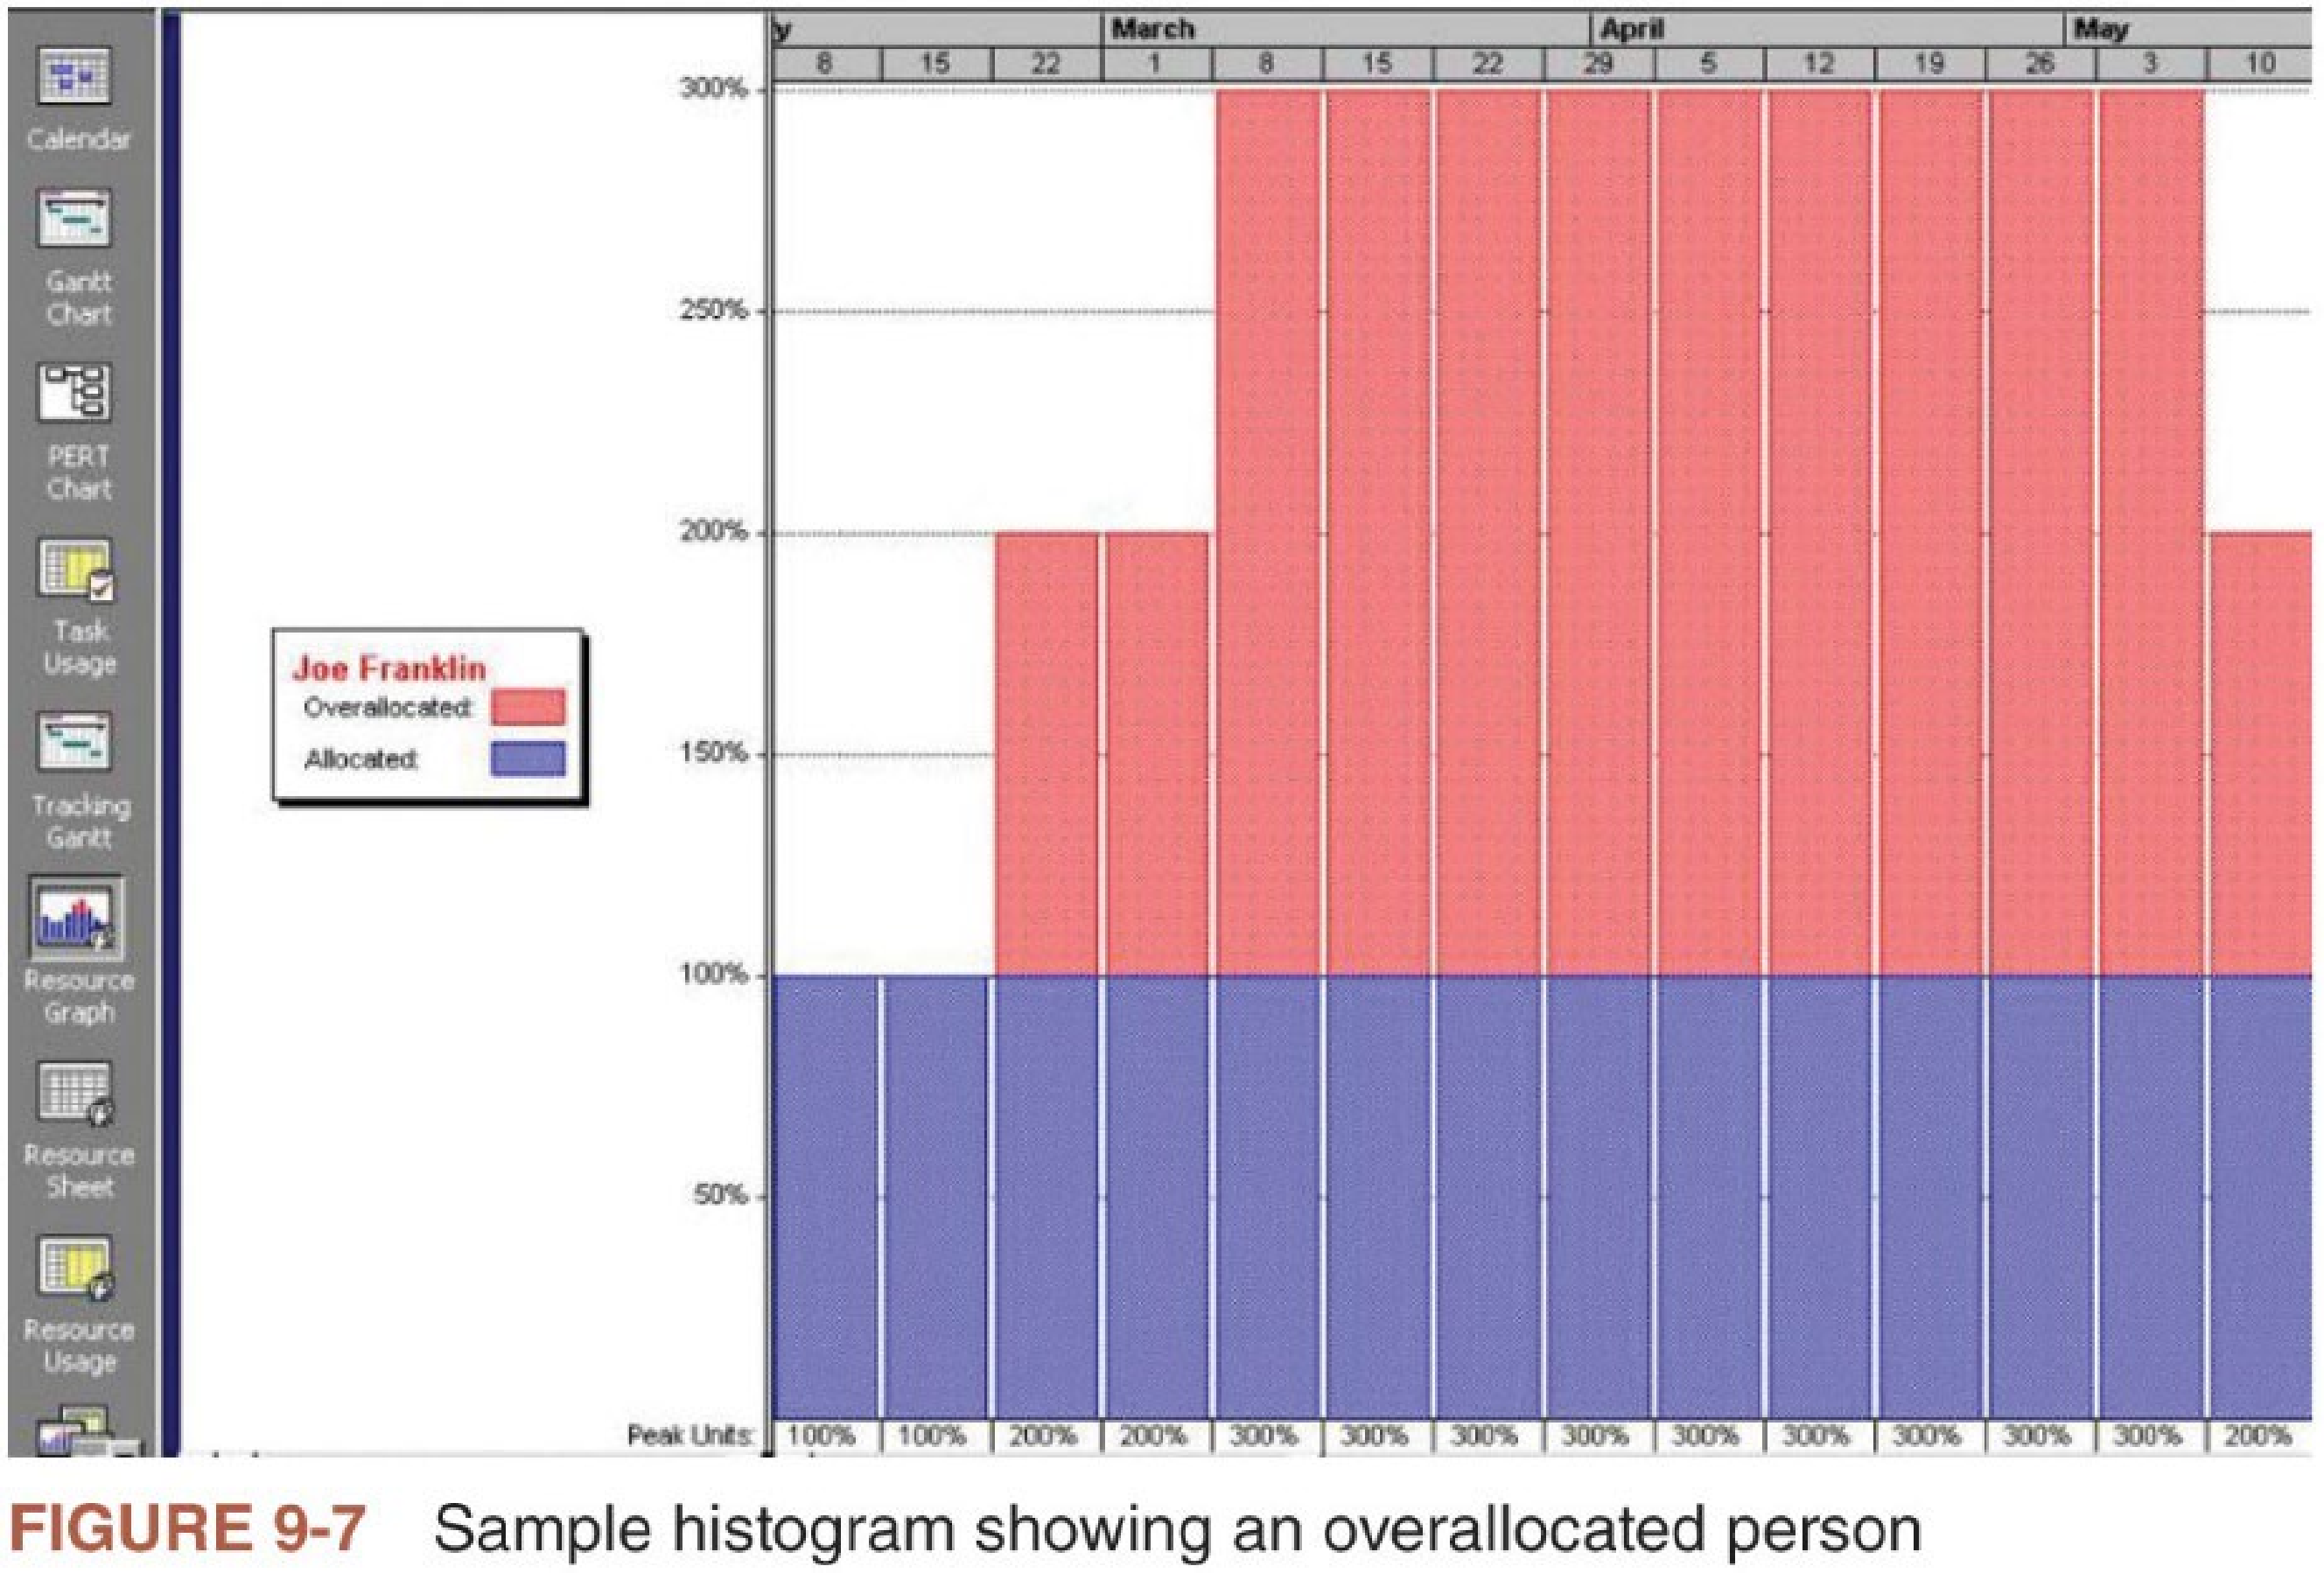 y March April May
8 15 22 1 8 15 22 29 5 12 19 26 3 10
Calendar
Gantt
Chart
PERT
Chart
Task
Usage
Tracking
Gantt
Resource
Graph
Resource
Sheet
Resource
Usage
Joe Franklin
Overallocated:
Allocated:
300%
250%
200%
150%
100%
50%
Peak Units: 100% 100% 200% 200% 300% 300% 300% 300% 300% 300% 300% 300% 300% 200%
FIGURE 9-7 Sample histogram showing an overallocated person